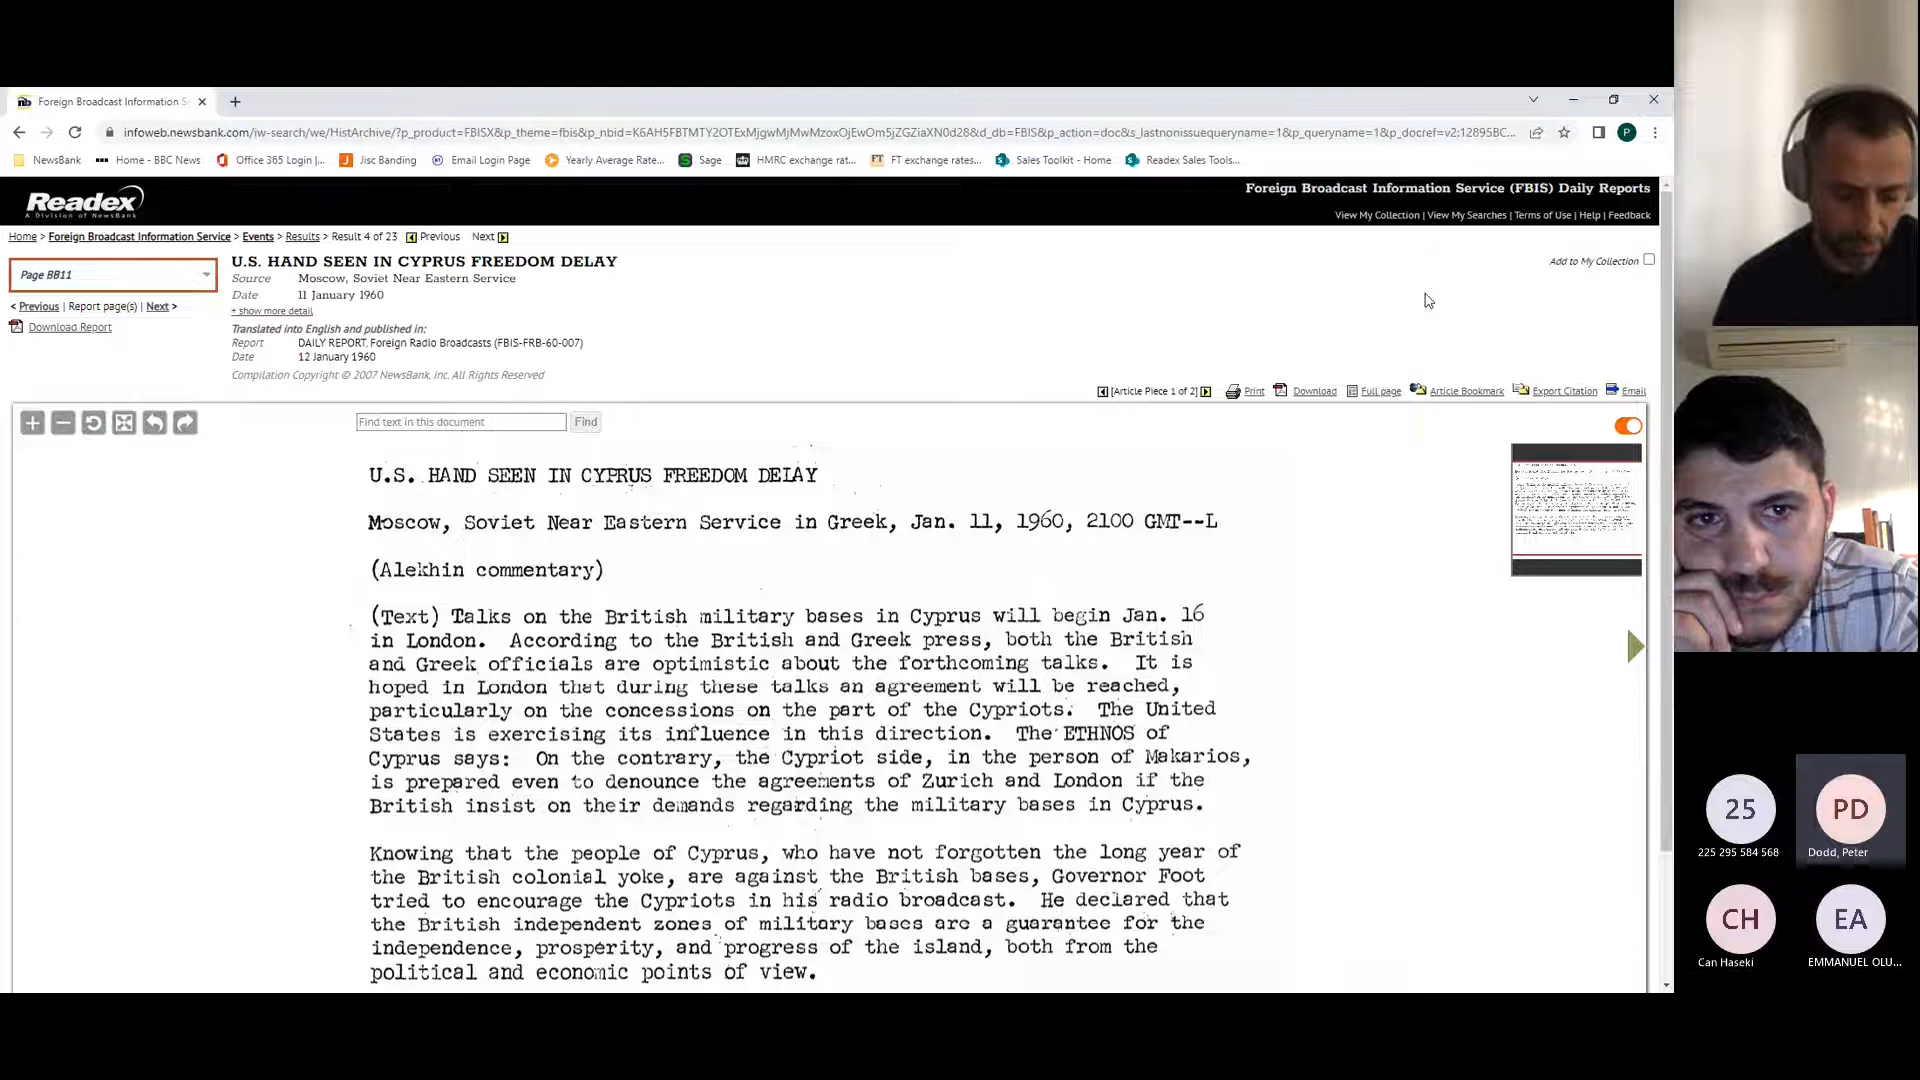 Foreign Broadcast Information S
infoweb.newsbank.com/iw-search/we/HistArchive/?p_product=FBISX&p_theme=fbis&p_nbid=K6AH5FBTMTY2OTExMjgwMjMwMzoxOjEwOm5jZGZiaXN0d28&d_db=FBIS&p_action=doc&s_lastnonissuequeryname=1&p_queryname=1&p_docref=v2:12895BC...
P
NewsBank Home - BBC News Office 365 Login |... Jisc Banding Email Login Page Yearly Average Rate... Sage HMRC exchange rat... FT exchange rates... Sales Toolkit - Home Readex Sales Tools...
Readex
A Division of NewsBank
Foreign Broadcast Information Service (FBIS) Daily Reports
View My Collection | View My Searches | Terms of Use | Help | Feedback
Home > Foreign Broadcast Information Service > Events > Results > Result 4 of 23 Previous Next
Page BB11
< Previous | Report page(s) | Next >
Download Report
U.S. HAND SEEN IN CYPRUS FREEDOM DELAY
Source Moscow, Soviet Near Eastern Service
Date 11 January 1960
+ show more detail
Translated into English and published in:
Report DAILY REPORT. Foreign Radio Broadcasts (FBIS-FRB-60-007)
Date 12 January 1960
Compilation Copyright © 2007 NewsBank, inc. All Rights Reserved
Add to My Collection
[Article Piece 1 of 2] Print Download Full page Article Bookmark Export Citation Email
Find text in this document Find
U.S. HAND SEEN IN CYPRUS FREEDOM DELAY
Moscow, Soviet Near Eastern Service in Greek, Jan. 11, 1960, 2100 GMT--L
(Alekhin commentary)
(Text) Talks on the British military bases in Cyprus will begin Jan. 16
in London. According to the British and Greek press, both the British
and Greek officials are optimistic about the forthcoming talks. It is
hoped in London that during these talks an agreement will be reached,
particularly on the concessions on the part of the Cypriots. The United
States is exercising its influence in this direction. The ETHNOS of
Cyprus says: On the contrary, the Cypriot side, in the person of Makarios,
is prepared even to denounce the agreements of Zurich and London if the
British insist on their demands regarding the military bases in Cyprus.
Knowing that the people of Cyprus, who have not forgotten the long year of
the British colonial yoke, are against the British bases, Governor Foot
tried to encourage the Cypriots in his radio broadcast. He declared that
the British independent zones of military bases are a guarantee for the
independence, prosperity, and progress of the island, both from the
political and economic points of view.
25
225 295 584 568
PD
Dodd, Peter
CH
Can Haseki
EA
EMMANUEL OLU...